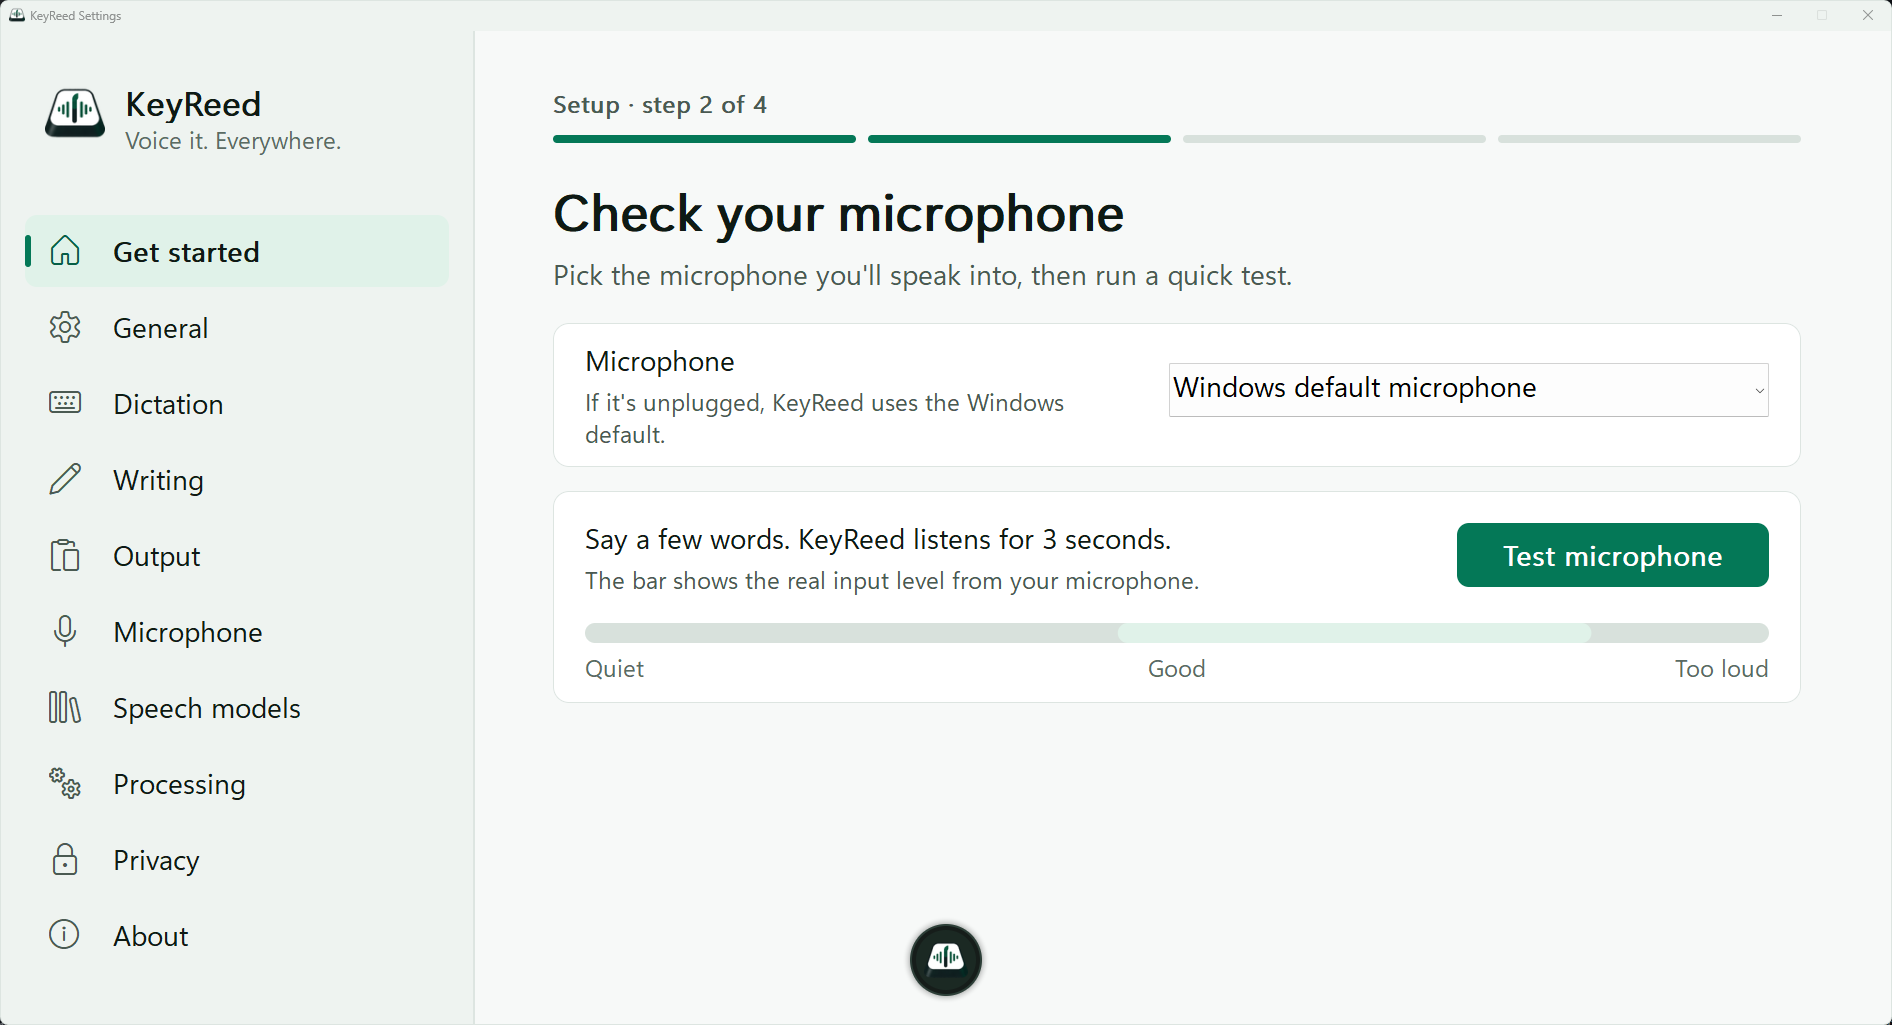 KeyReed Settings
KeyReed
Voice it. Everywhere.
Get started
General
Dictation
Writing
Output
Microphone
Speech models
Processing
Privacy
About
Setup · step 2 of 4
Check your microphone
Pick the microphone you'll speak into, then run a quick test.
Microphone
If it's unplugged, KeyReed uses the Windows
default.
Windows default microphone
Say a few words. KeyReed listens for 3 seconds.
The bar shows the real input level from your microphone.
Test microphone
Quiet
Good
Too loud